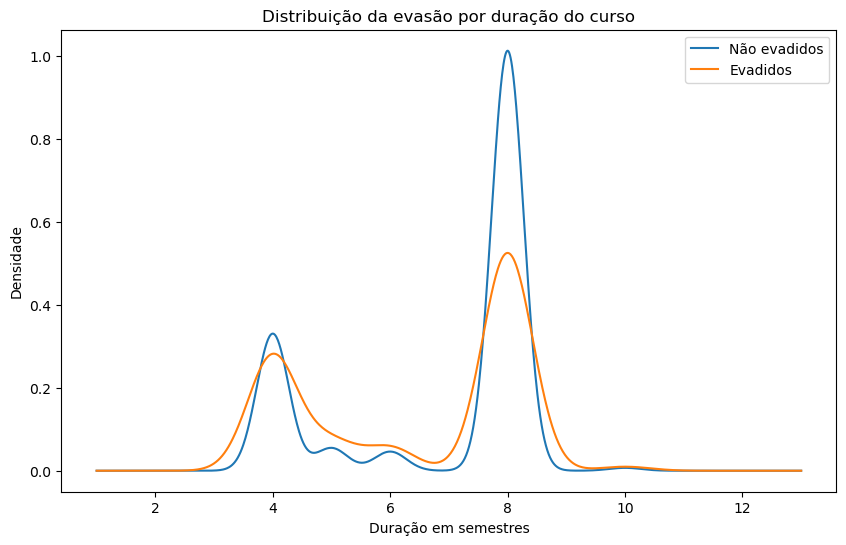 Distribuição da evasão por duração do curso
Não evadidos
Evadidos
Densidade
1.0
0.8
0.6
0.4
0.2
0.0
2 4 6 8 10 12
Duração em semestres